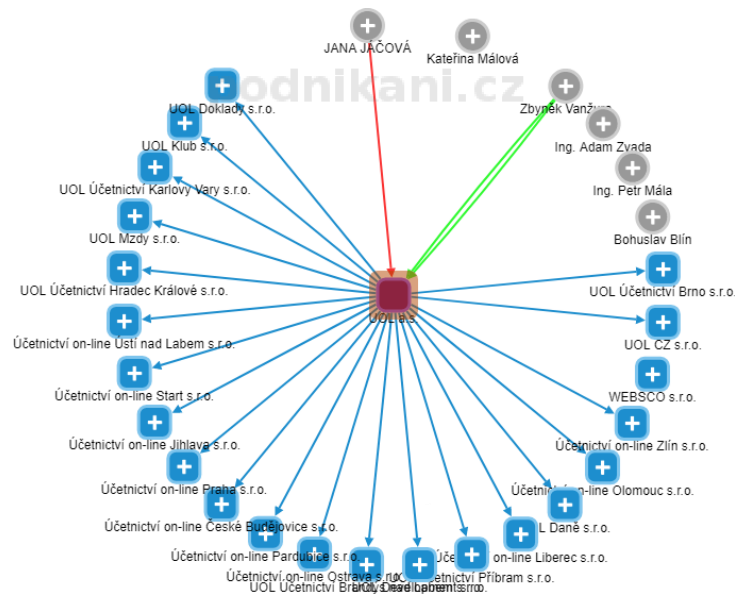 JANA JÁČOVÁ
Kateřina Málová
odnikani.cz
Zbyněk
UOL Doklady s.r.o.
UOL Klub s.r.o.
Ing. Adam Zvada
UOL Účetnictví Karlovy Vary s.r.o.
Ing. Petr Mála
UOL Mzdy s.r.o.
Bohuslav Blín
UOL Účetnictví Hradec Králové s.r.o.
UOL Účetnictví Brno s.r.o.
UOL a.s.
Účetnictví on-line Ústí nad Labem s.r.o.
UOL CZ s.r.o.
Účetnictví on-line Start s.r.o.
WEBSCO s.r.o.
Účetnictví on-line Jihlava s.r.o.
Účetnictví on-line Zlín s.r.o.
Účetnictví on-line Praha s.r.o.
on-line Olomouc s.r.o.
Účetnictví on-line České Budějovice s.r.o.
Daně s.r.o.
Účetnictví on-line Pardubice s.r.o.
on-line Liberec s.r.o.
Účetnictví on-line Ostrava s.r.o.
Příbram s.r.o.
UOL Účetnictví